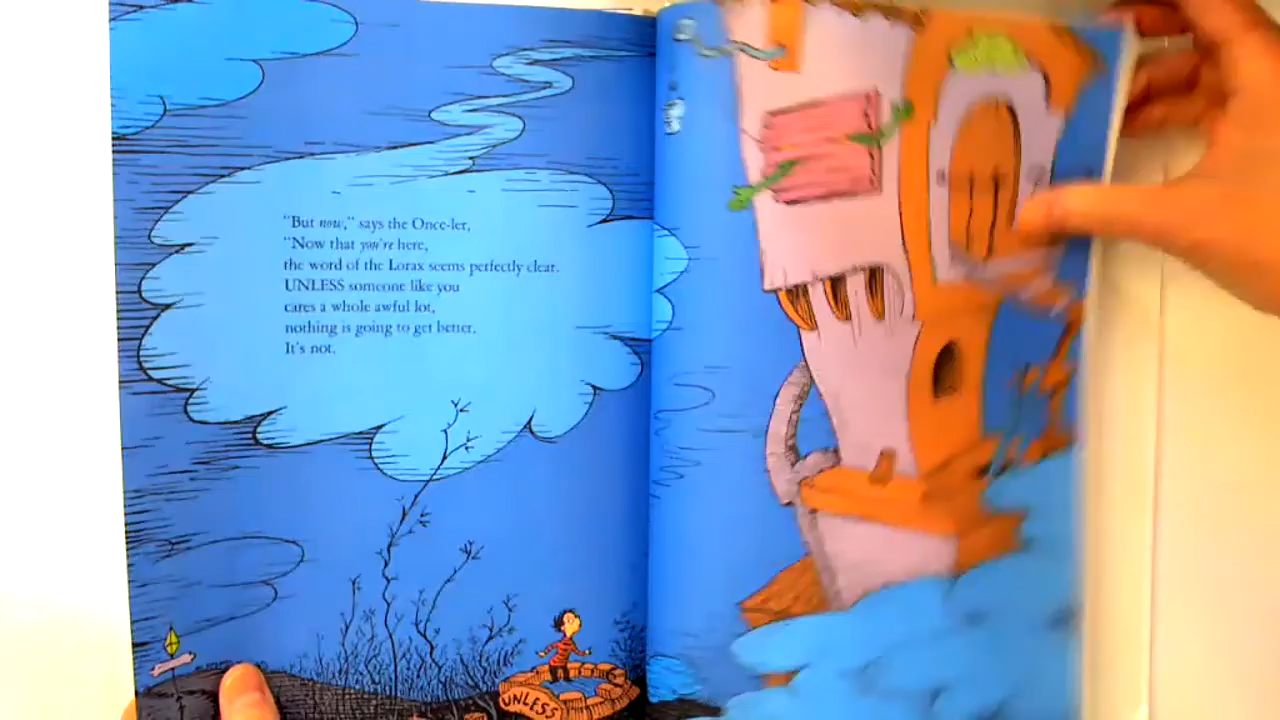 "But now," says the Once-ler,
"Now that you're here,
the word of the Lorax seems perfectly clear.
UNLESS someone like you
cares a whole awful lot,
nothing is going to get better.
It's not.
UNLESS